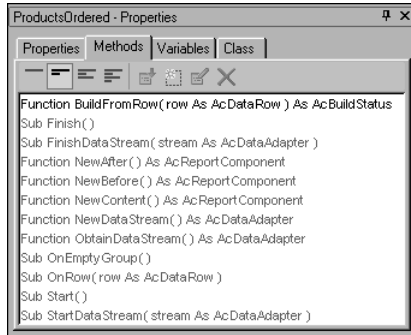 ProductsOrdered - Properties
Properties Methods Variables Class
Function BuildFromRow( row As AcDataRow ) As AcBuildStatus
Sub Finish( )
Sub FinishDataStream( stream As AcDataAdapter )
Function NewAfter( ) As AcReportComponent
Function NewBefore( ) As AcReportComponent
Function NewContent( ) As AcReportComponent
Function NewDataStream( ) As AcDataAdapter
Function ObtainDataStream( ) As AcDataAdapter
Sub OnEmptyGroup( )
Sub OnRow( row As AcDataRow )
Sub Start( )
Sub StartDataStream( stream As AcDataAdapter )